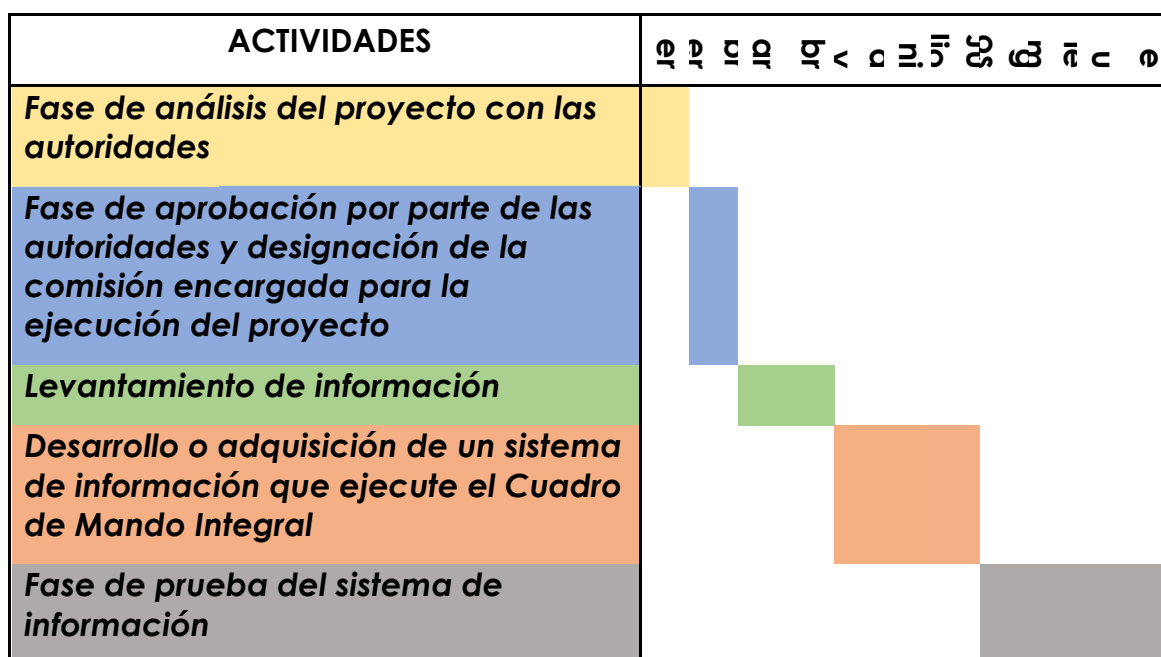 ACTIVIDADES
Fase de análisis del proyecto con las
autoridades
Fase de aprobación por parte de las
autoridades y designación de la
comisión encargada para la
ejecución del proyecto
Levantamiento de información
Desarrollo o adquisición de un sistema
de información que ejecute el Cuadro
de Mando Integral
Fase de prueba del sistema de
información